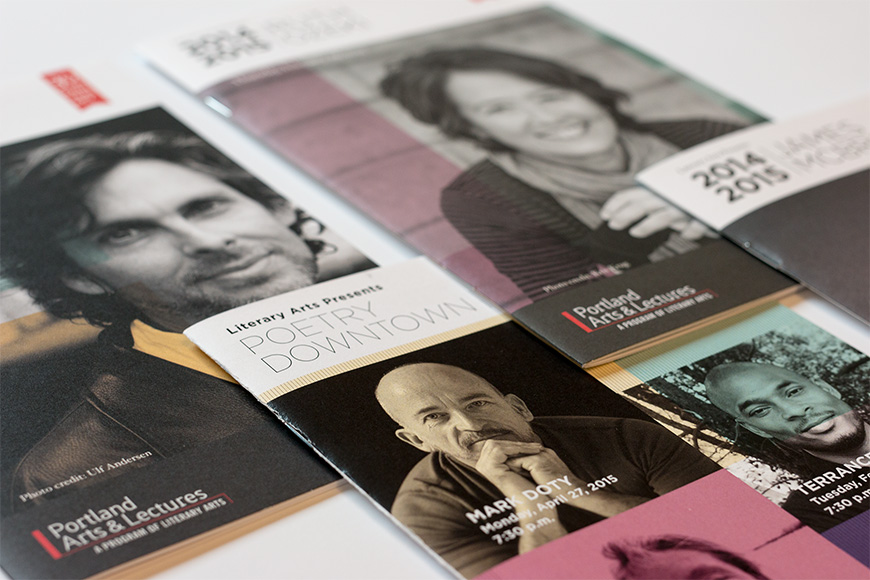 2014
2015
2014
2015
JAMES
Literary Arts Presents
POETRY
DOWNTOWN
Portland
Arts & Lectures
A PROGRAM OF LITERARY ARTS
Photo credit: Ulf Andersen
Portland
Arts & Lectures
A PROGRAM OF LITERARY ARTS
MARK DOTY
Monday, April 27, 2015
7:30 p.m.
TERRANCE
Tuesday,
7:30 p.m.